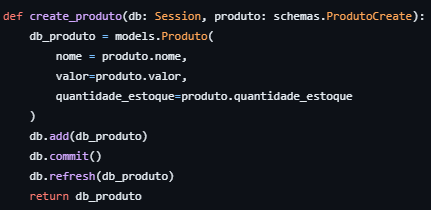 def create_produto(db: Session, produto: schemas.ProdutoCreate):
    db_produto = models.Produto(
        nome = produto.nome,
        valor=produto.valor,
        quantidade_estoque=produto.quantidade_estoque
    )
    db.add(db_produto)
    db.commit()
    db.refresh(db_produto)
    return db_produto